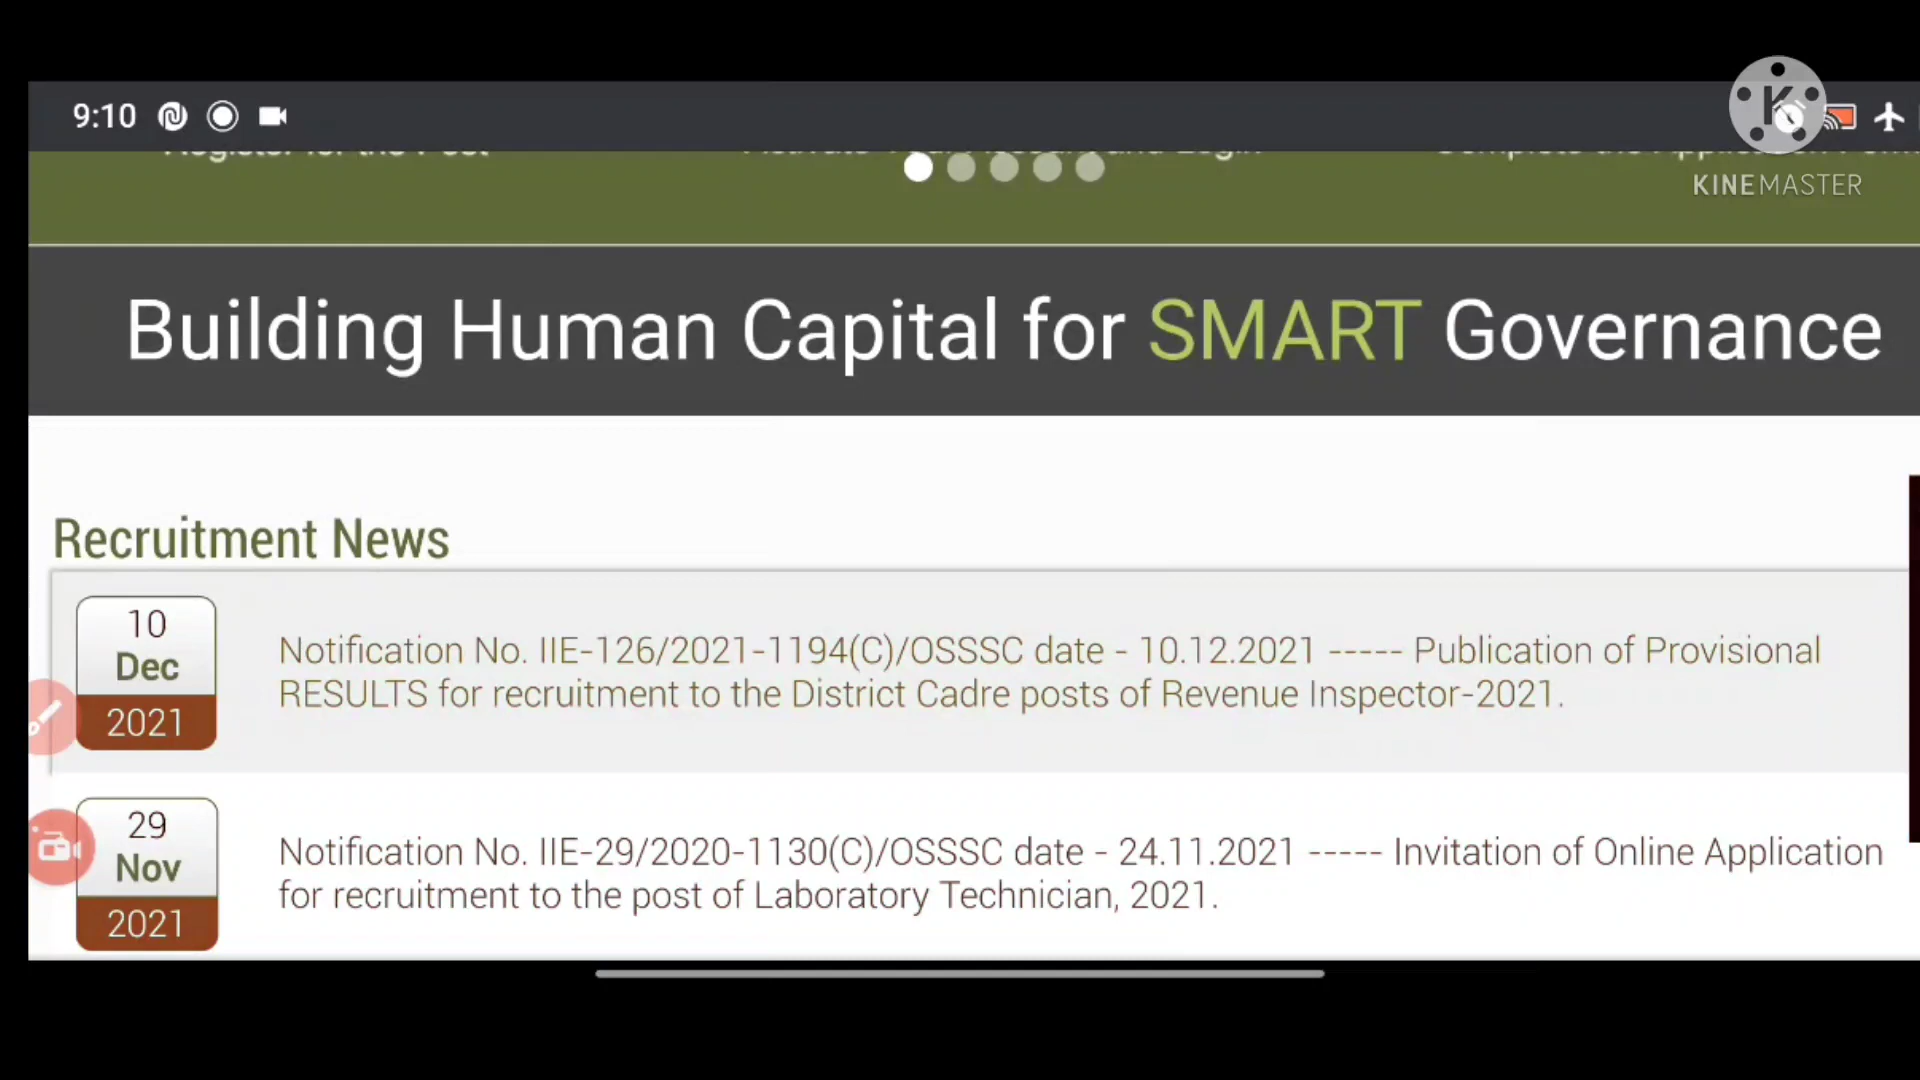 9:10
KINEMASTER
Building Human Capital for SMART Governance
Recruitment News
10
Dec
2021
Notification No. IIE-126/2021-1194(C)/OSSSC date - 10.12.2021 ----- Publication of Provisional
RESULTS for recruitment to the District Cadre posts of Revenue Inspector-2021.
29
Nov
2021
Notification No. IIE-29/2020-1130(C)/OSSSC date - 24.11.2021 ----- Invitation of Online Application
for recruitment to the post of Laboratory Technician, 2021.